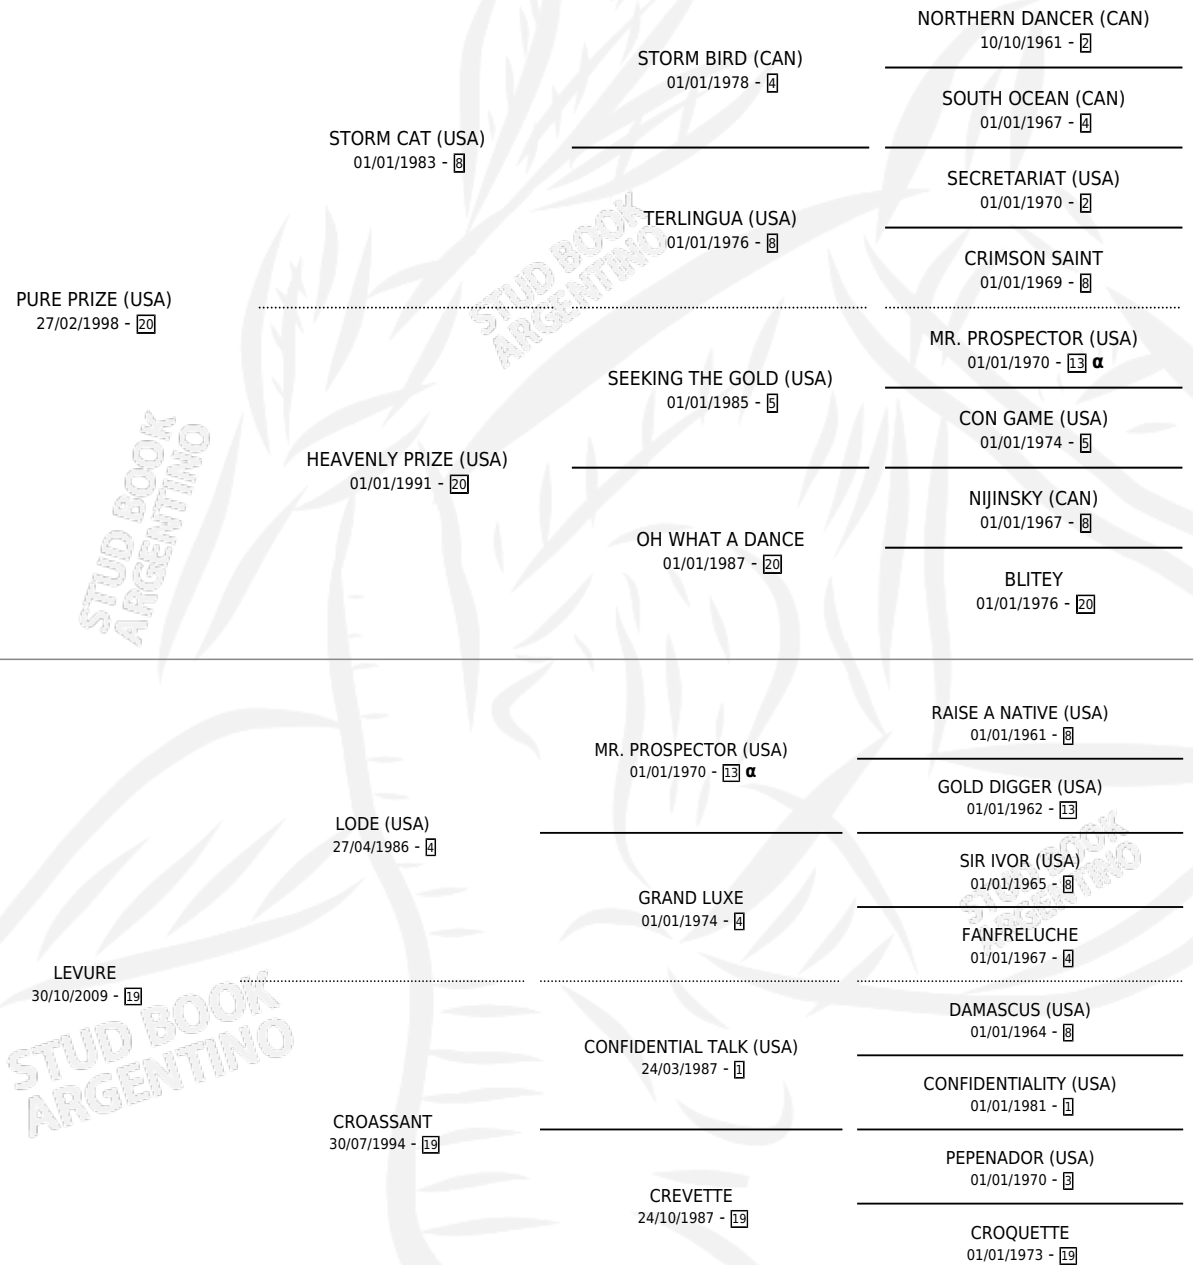 NORTHERN DANCER (CAN)
10/10/1961 - 2
STORM BIRD (CAN)
01/01/1978 - 4
SOUTH OCEAN (CAN)
01/01/1967 - 4
STORM CAT (USA)
01/01/1983 - 8
SECRETARIAT (USA)
01/01/1970 - 2
TERLINGUA (USA)
01/01/1976 - 8
CRIMSON SAINT
01/01/1969 - 8
PURE PRIZE (USA)
27/02/1998 - 20
MR. PROSPECTOR (USA)
01/01/1970 - 13 α
SEEKING THE GOLD (USA)
01/01/1985 - 5
CON GAME (USA)
01/01/1974 - 5
HEAVENLY PRIZE (USA)
01/01/1991 - 20
NIJINSKY (CAN)
01/01/1967 - 8
OH WHAT A DANCE
01/01/1987 - 20
BLITEY
01/01/1976 - 20
RAISE A NATIVE (USA)
01/01/1961 - 8
MR. PROSPECTOR (USA)
01/01/1970 - 13 α
GOLD DIGGER (USA)
01/01/1962 - 13
LODE (USA)
27/04/1986 - 4
SIR IVOR (USA)
01/01/1965 - 8
GRAND LUXE
01/01/1974 - 4
FANFRELUCHE
01/01/1967 - 4
LEVURE
30/10/2009 - 19
DAMASCUS (USA)
01/01/1964 - 8
CONFIDENTIAL TALK (USA)
24/03/1987 - 1
CONFIDENTIALITY (USA)
01/01/1981 - 1
CROASSANT
30/07/1994 - 19
PEPENADOR (USA)
01/01/1970 - 3
CREVETTE
24/10/1987 - 19
CROQUETTE
01/01/1973 - 19
STUD BOOK
ARGENTINO
STUD BOOK
ARGENTINO
STUD BOOK
ARGENTINO
STUD BOOK
ARGENTINO